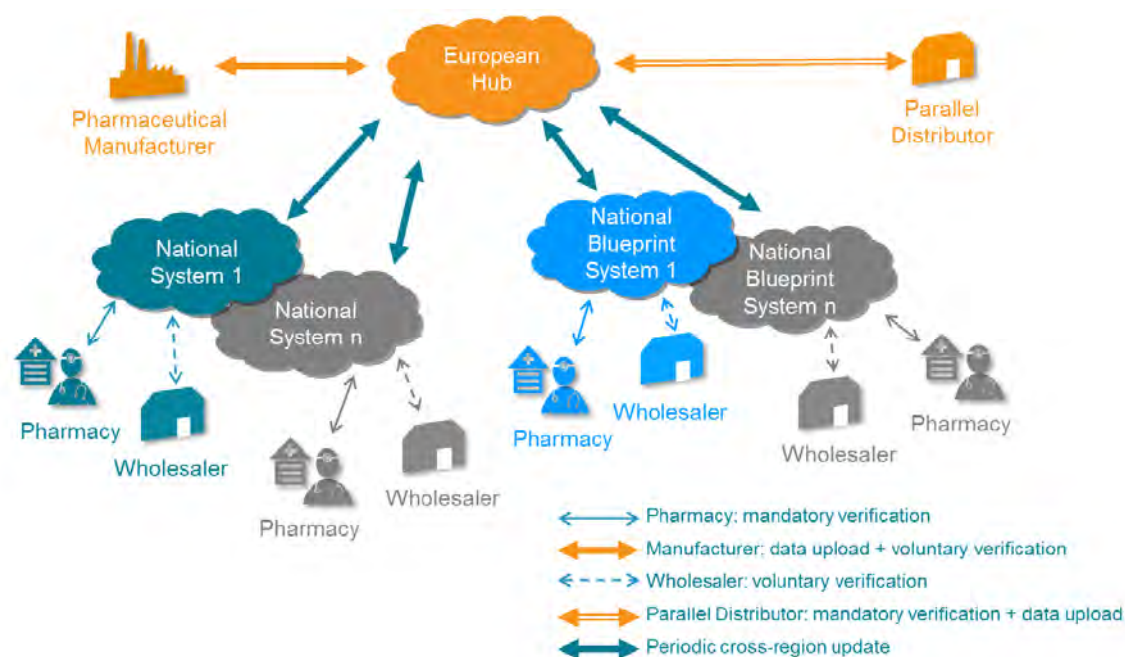 European
Hub
Pharmaceutical
Manufacturer
Parallel
Distributor
National
System 1
National
System n
National
Blueprint
System 1
National
Blueprint
System n
Pharmacy
Wholesaler
Pharmacy
Wholesaler
Pharmacy
Wholesaler
Wholesaler
Pharmacy
Pharmacy: mandatory verification
Manufacturer: data upload + voluntary verification
Wholesaler: voluntary verification
Parallel Distributor: mandatory verification + data upload
Periodic cross-region update